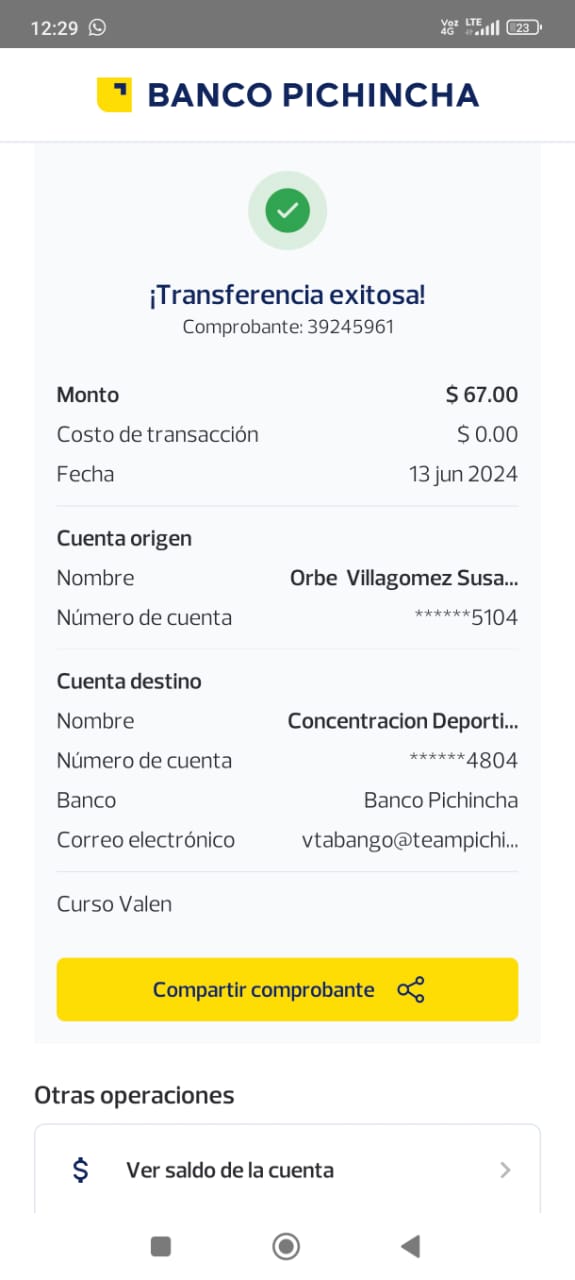 12:29 Voz 4G LTE 23
BANCO PICHINCHA
¡Transferencia exitosa!
Comprobante: 39245961
Monto $ 67.00
Costo de transacción $ 0.00
Fecha 13 jun 2024
Cuenta origen
Nombre Orbe Villagomez Susa...
Número de cuenta ******5104
Cuenta destino
Nombre Concentracion Deporti...
Número de cuenta ******4804
Banco Banco Pichincha
Correo electrónico vtabango@teampichi...
Curso Valen
Compartir comprobante
Otras operaciones
$ Ver saldo de la cuenta